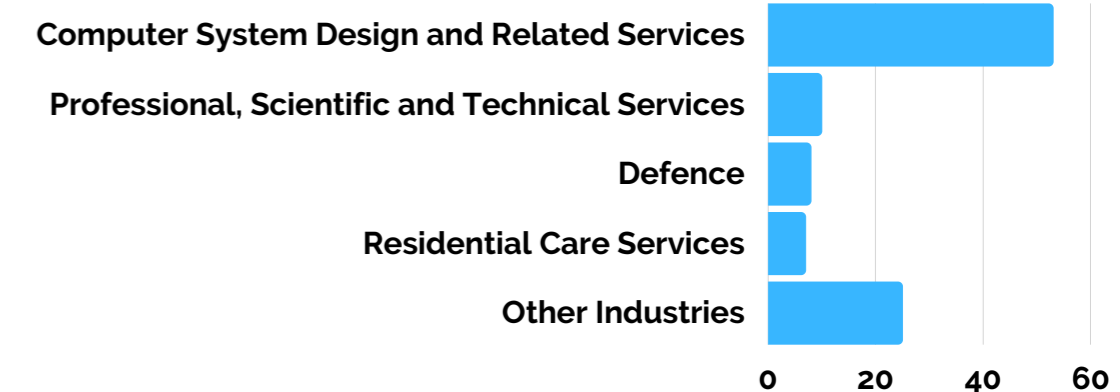 Computer System Design and Related Services
Professional, Scientific and Technical Services
Defence
Residential Care Services
Other Industries
0 20 40 60